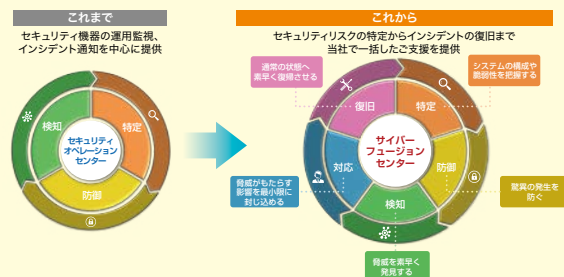 これまで
セキュリティ機器の運用監視、
インシデント通知を中心に提供
検知
特定
防御
セキュリティ
オペレーション
センター
これから
セキュリティリスクの特定からインシデントの復旧まで
当社で一括したご支援を提供
通常の状態へ
素早く復帰させる
システムの構成や
脆弱性を把握する
復旧
特定
対応
防御
検知
サイバー
フュージョン
センター
脅威がもたらす
影響を最小限に
封じ込める
驚異の発生を
防ぐ
脅威を素早く
発見する